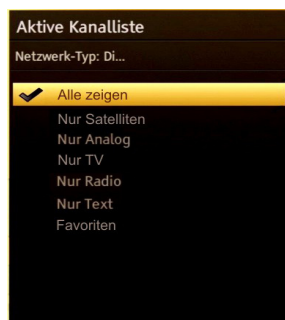 Aktive Kanalliste
Netzwerk-Typ: Di...
Alle zeigen
Nur Satelliten
Nur Analog
Nur TV
Nur Radio
Nur Text
Favoriten